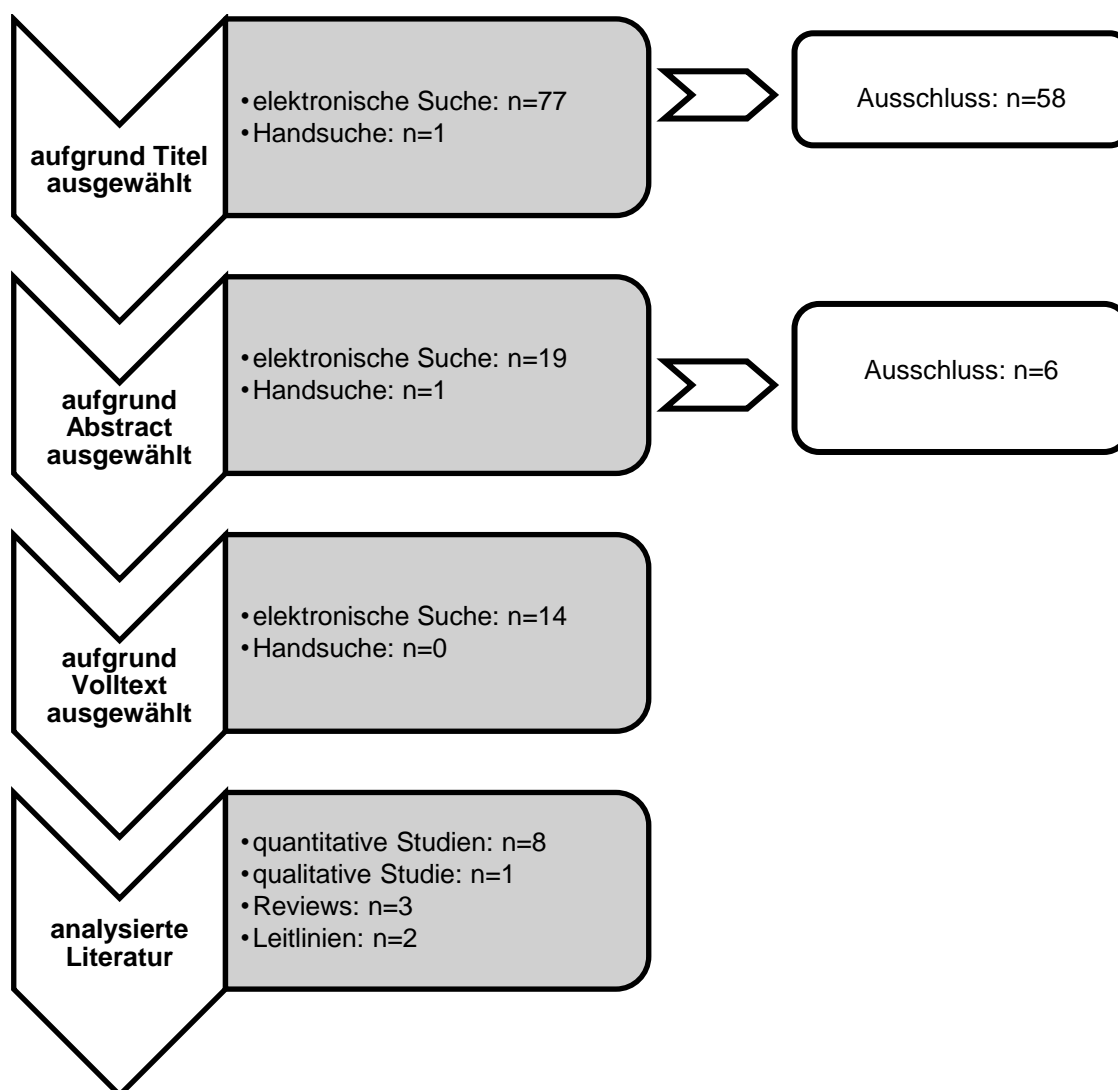 aufgrund Titel
ausgewählt
•elektronische Suche: n=77
•Handsuche: n=1
Ausschluss: n=58
aufgrund
Abstract
ausgewählt
•elektronische Suche: n=19
•Handsuche: n=1
Ausschluss: n=6
aufgrund
Volltext
ausgewählt
•elektronische Suche: n=14
•Handsuche: n=0
analysierte
Literatur
•quantitative Studien: n=8
•qualitative Studie: n=1
•Reviews: n=3
•Leitlinien: n=2